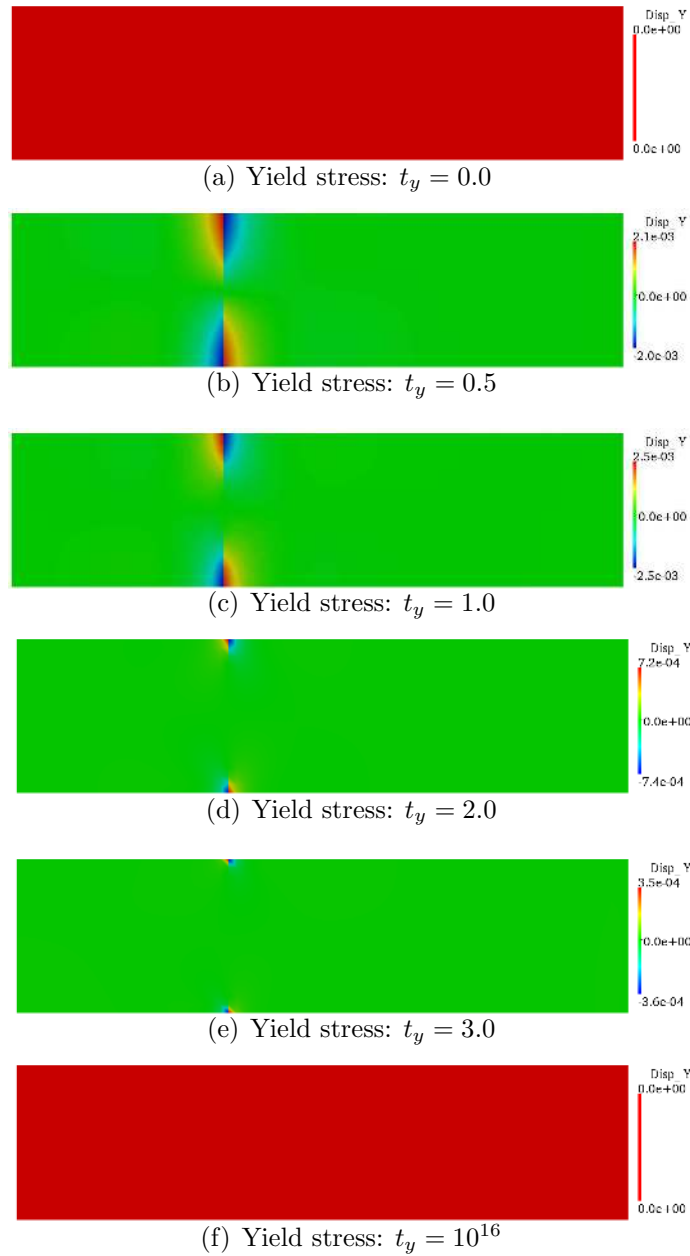 Disp_Y
0.0e+00
0.0e+00
(a) Yield stress: t_y = 0.0
Disp_Y
2.1e-03
0.0e+00
-2.0e-03
(b) Yield stress: t_y = 0.5
Disp_Y
2.5e-03
0.0e+00
-2.5e-03
(c) Yield stress: t_y = 1.0
Disp_Y
7.2e-04
0.0e+00
-7.4e-04
(d) Yield stress: t_y = 2.0
Disp_Y
3.5e-04
0.0e+00
-3.6e-04
(e) Yield stress: t_y = 3.0
Disp_Y
0.0e+00
0.0e+00
(f) Yield stress: t_y = 10^16